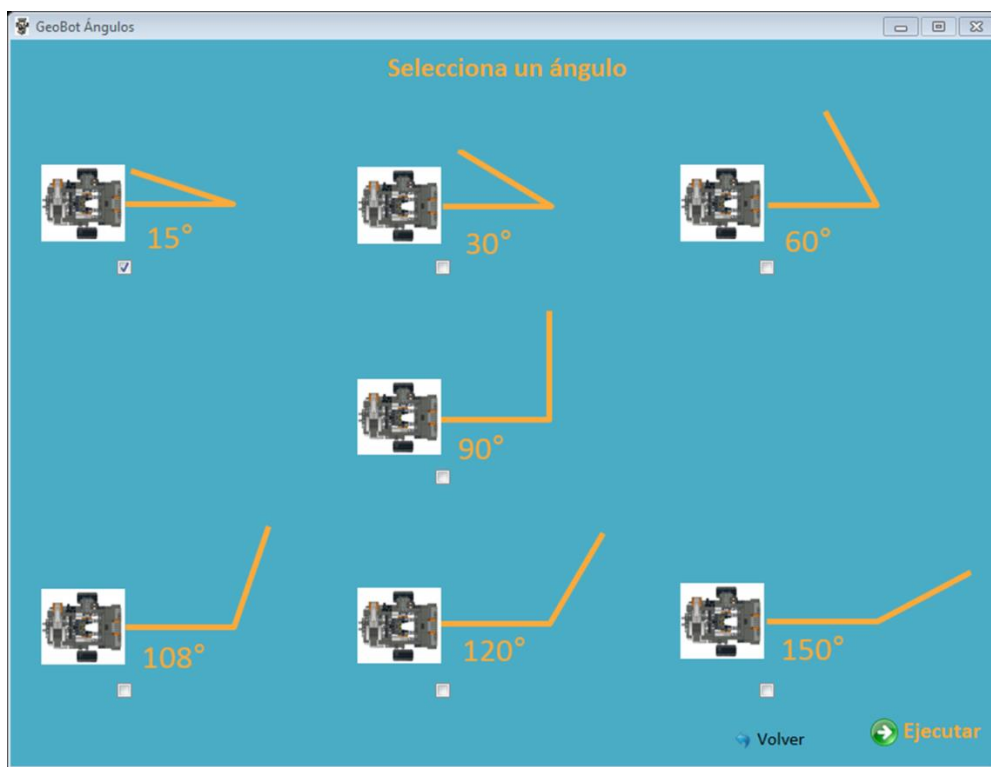 GeoBot Ángulos
Selecciona un ángulo
15° 30° 60°
90°
108° 120° 150°
Volver Ejecutar